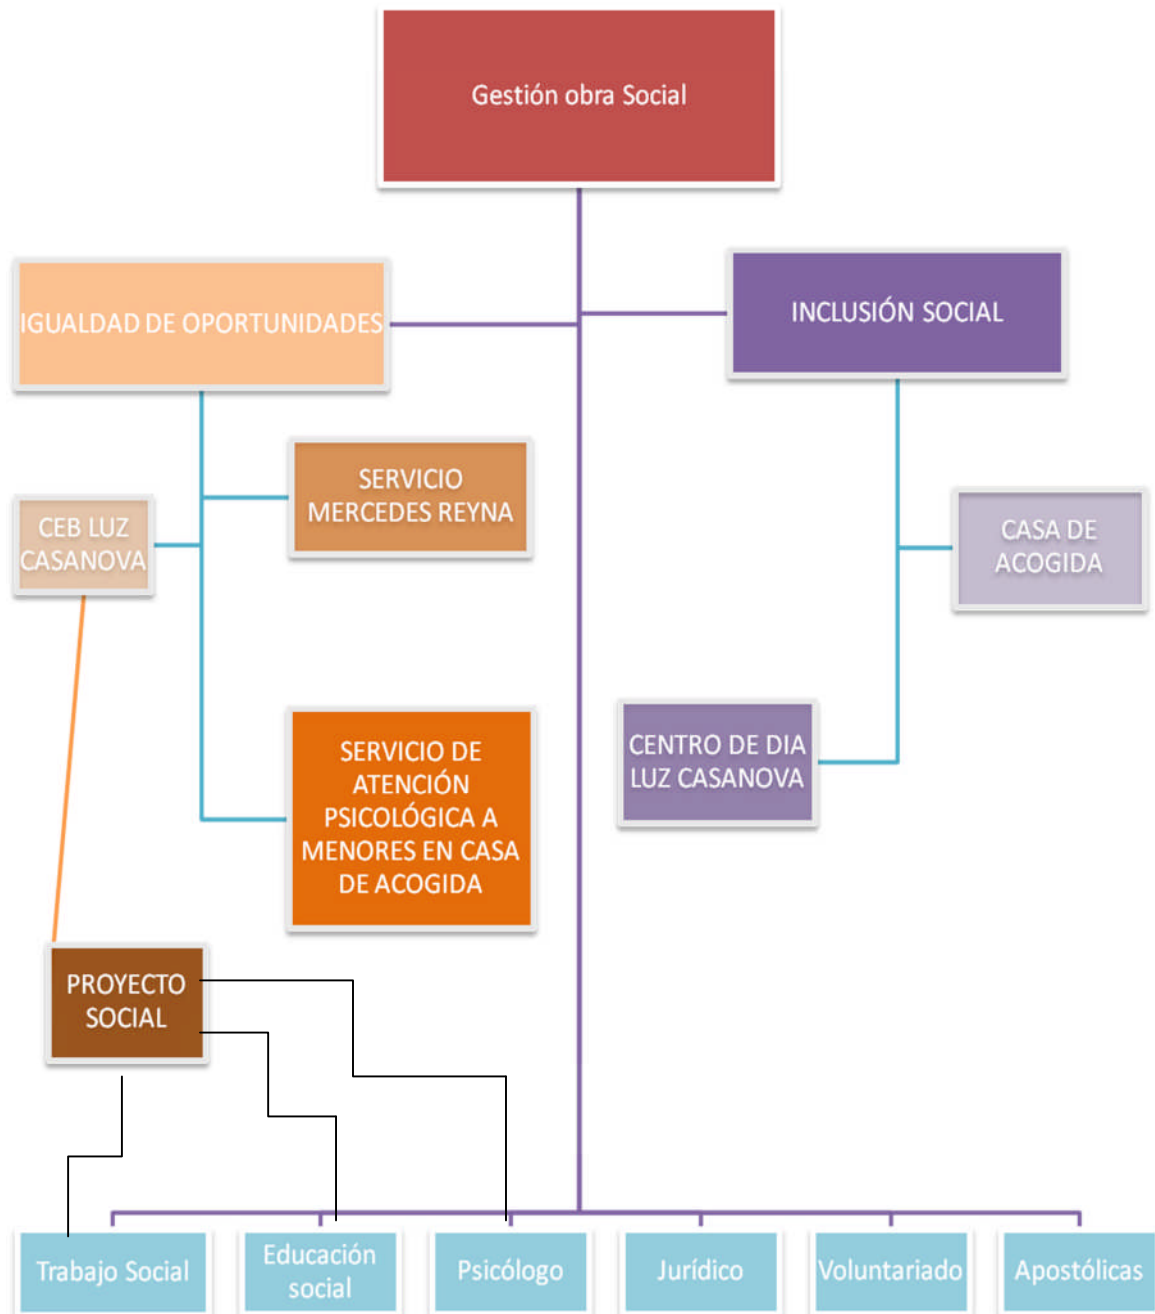 Gestión obra Social
IGUALDAD DE OPORTUNIDADES
INCLUSIÓN SOCIAL
SERVICIO
MERCEDES REYNA
CEB LUZ
CASANOVA
CASA DE
ACOGIDA
SERVICIO DE
ATENCIÓN
PSICOLÓGICA A
MENORES EN CASA
DE ACOGIDA
CENTRO DE DIA
LUZ CASANOVA
PROYECTO
SOCIAL
Trabajo Social
Educación
social
Psicólogo
Jurídico
Voluntariado
Apostólicas